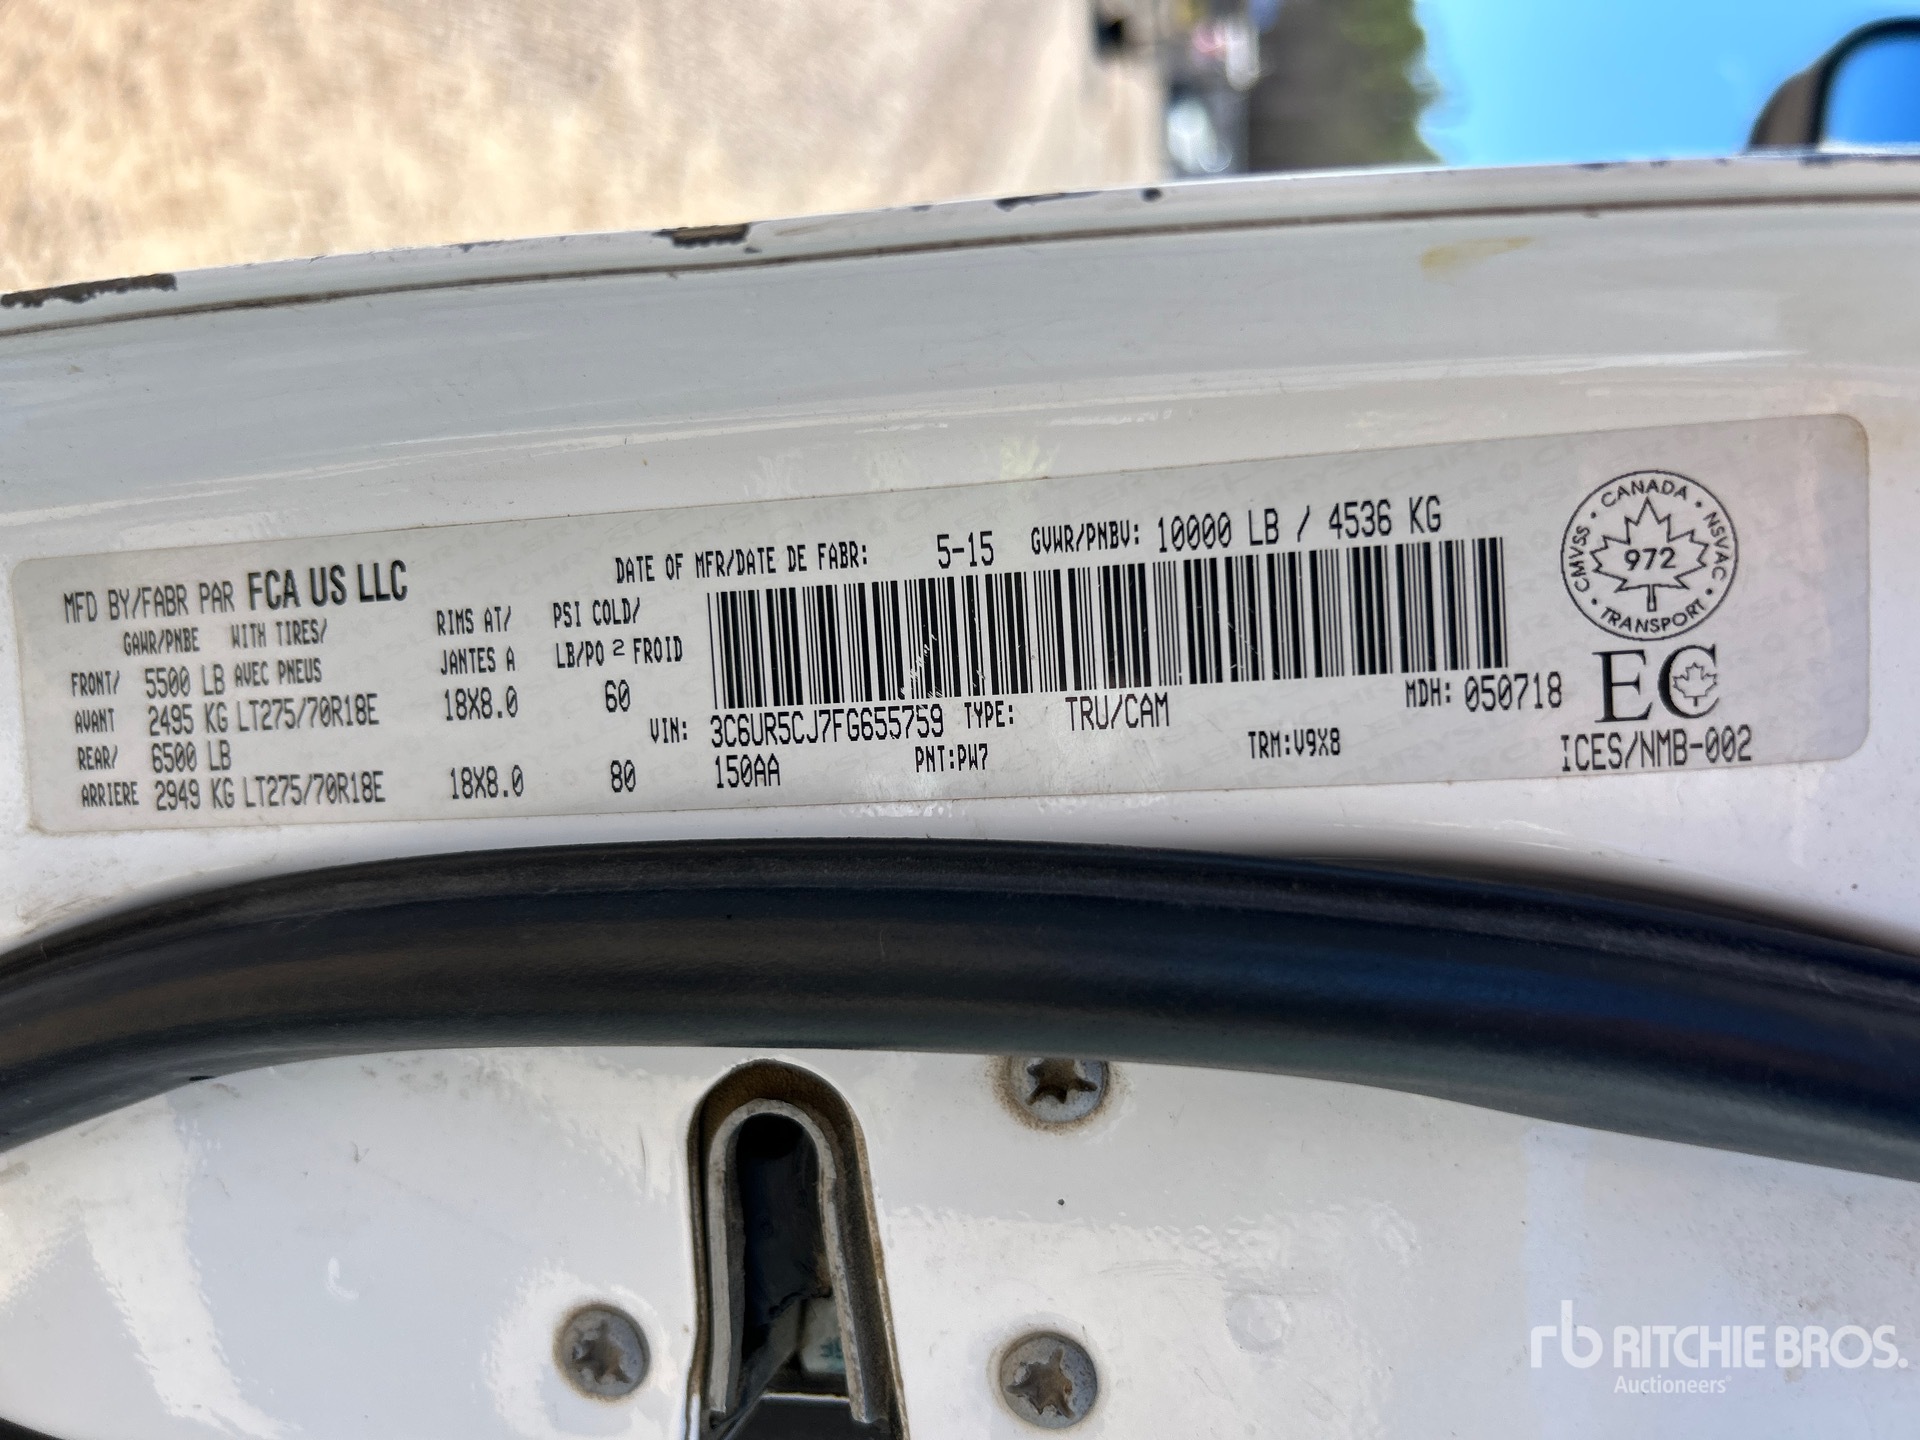 MFD BY/FABR PAR FCA US LLC
DATE OF MFR/DATE DE FABR: 5-15 GVWR/PNBV: 10000 LB / 4536 KG
GAWR/PNBE WITH TIRES/ RIMS AT/ PSI COLD/
FRONT/ 5500 LB AVEC PNEUS JANTES A LB/PO 2 FROID
AVANT 2495 KG LT275/70R18E 18X8.0 60
REAR/ 6500 LB
ARRIERE 2949 KG LT275/70R18E 18X8.0 80
MDH: 050718
VIN: 3C6UR5CJ7FG655759 TYPE: TRU/CAM
150AA PNT:PW7 TRM:V9X8
CANADA · NSVAC · TRANSPORT · CMVSS ·
972
EC
ICES/NMB-002
rb RITCHIE BROS.
Auctioneers